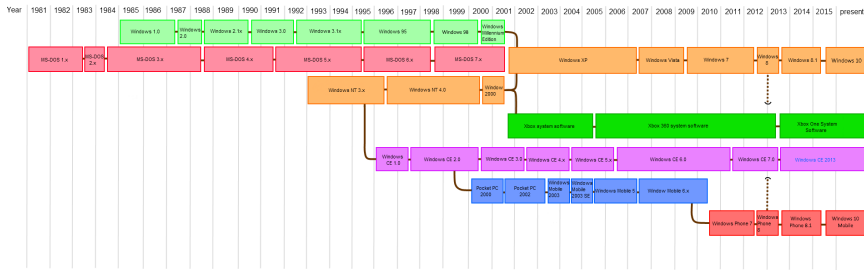 Year 1981 1982 1983 1984 1985 1986 1987 1988 1989 1990 1991 1992 1993 1994 1995 1996 1997 1998 1999 2000 2001 2002 2003 2004 2005 2006 2007 2008 2009 2010 2011 2012 2013 2014 2015 present
Windows 1.0
Windows
2.0
Windows 2.1x
Windows 3.0
Windows 3.1x
Windows 95
Windows 98
Windows
Millennium
Edition
MS-DOS 1.x
MS-DOS
2.x
MS-DOS 3.x
MS-DOS 4.x
MS-DOS 5.x
MS-DOS 6.x
MS-DOS 7.x
Windows XP
Windows Vista
Windows 7
Windows
8
Windows 8.1
Windows 10
Windows NT 3.x
Windows NT 4.0
Window
2000
Xbox system software
Xbox 360 system software
Xbox One System
Software
Windows
CE 1.0
Windows CE 2.0
Windows CE 3.0
Windows CE 4.x
Windows CE 5.x
Windows CE 6.0
Windows CE 7.0
Windows CE 2013
Pocket PC
2000
Pocket PC
2002
Windows
Mobile
2003
Windows
Mobile
2003 SE
Windows Mobile 5
Window Mobile 6.x
Windows Phone 7
Windows
Phone
8
Windows
Phone 8.1
Windows 10
Mobile